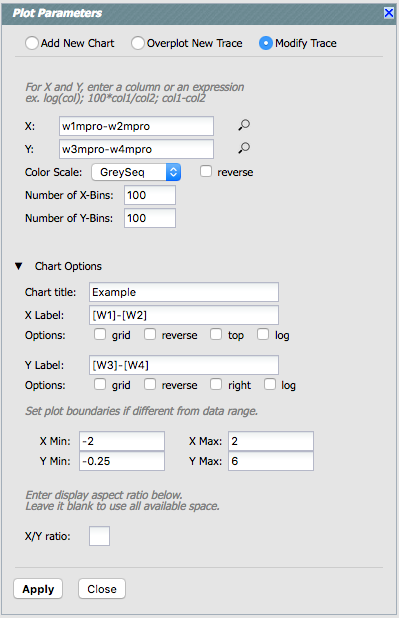 Plot Parameters
Add New Chart Overplot New Trace Modify Trace
For X and Y, enter a column or an expression
ex. log(col); 100*col1/col2; col1-col2
X: w1mpro-w2mpro
Y: w3mpro-w4mpro
Color Scale: GreySeq reverse
Number of X-Bins: 100
Number of Y-Bins: 100
Chart Options
Chart title: Example
X Label: [W1]-[W2]
Options: grid reverse top log
Y Label: [W3]-[W4]
Options: grid reverse right log
Set plot boundaries if different from data range.
X Min: -2 X Max: 2
Y Min: -0.25 Y Max: 6
Enter display aspect ratio below.
Leave it blank to use all available space.
X/Y ratio:
Apply Close